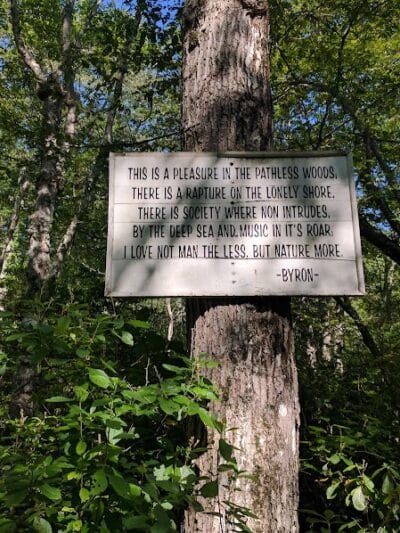 THIS IS A PLEASURE IN THE PATHLESS WOODS,
THERE IS A RAPTURE ON THE LONELY SHORE,
THERE IS SOCIETY WHERE NON INTRUDES,
BY THE DEEP SEA AND MUSIC IN IT'S ROAR:
I LOVE NOT MAN THE LESS, BUT NATURE MORE.
-BYRON-